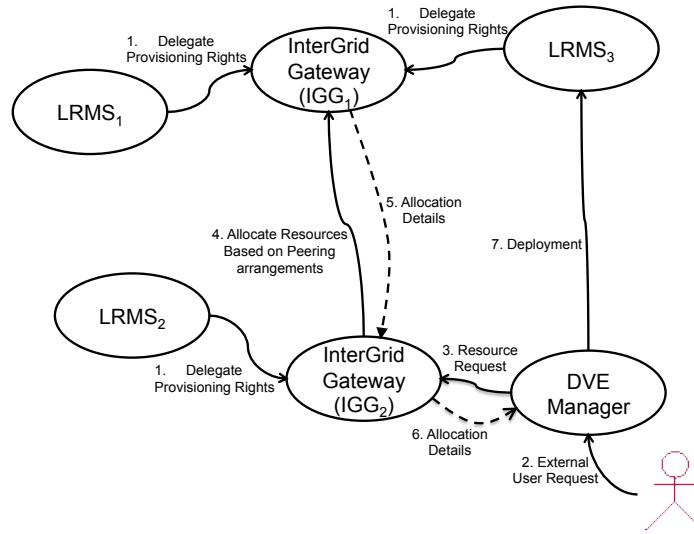 1. Delegate
Provisioning Rights
InterGrid
Gateway
(IGG1)
1. Delegate
Provisioning Rights
LRMS3
LRMS1
5. Allocation
Details
4. Allocate Resources
Based on Peering
arrangements
7. Deployment
LRMS2
1. Delegate
Provisioning Rights
InterGrid
Gateway
(IGG2)
3. Resource
Request
DVE
Manager
6. Allocation
Details
2. External
User Request